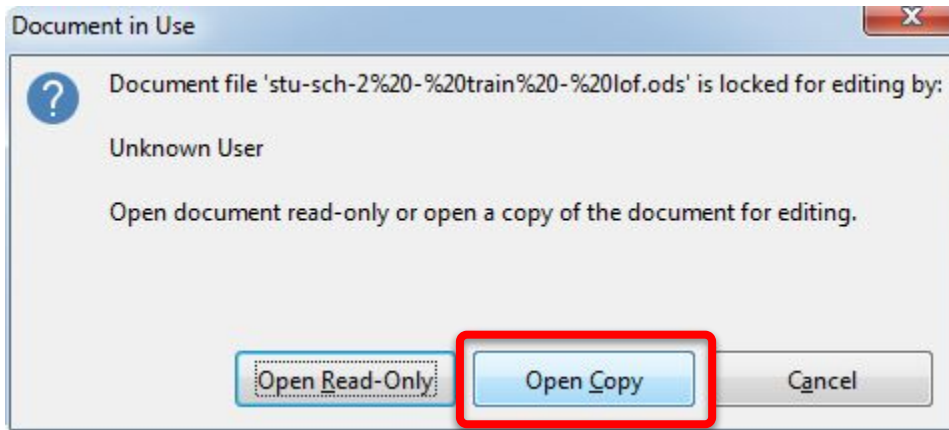 Document in Use
x
?
Document file 'stu-sch-2%20-%20train%20-%20lof.ods' is locked for editing by:
Unknown User
Open document read-only or open a copy of the document for editing.
Open Read-Only
Open Copy
Cancel